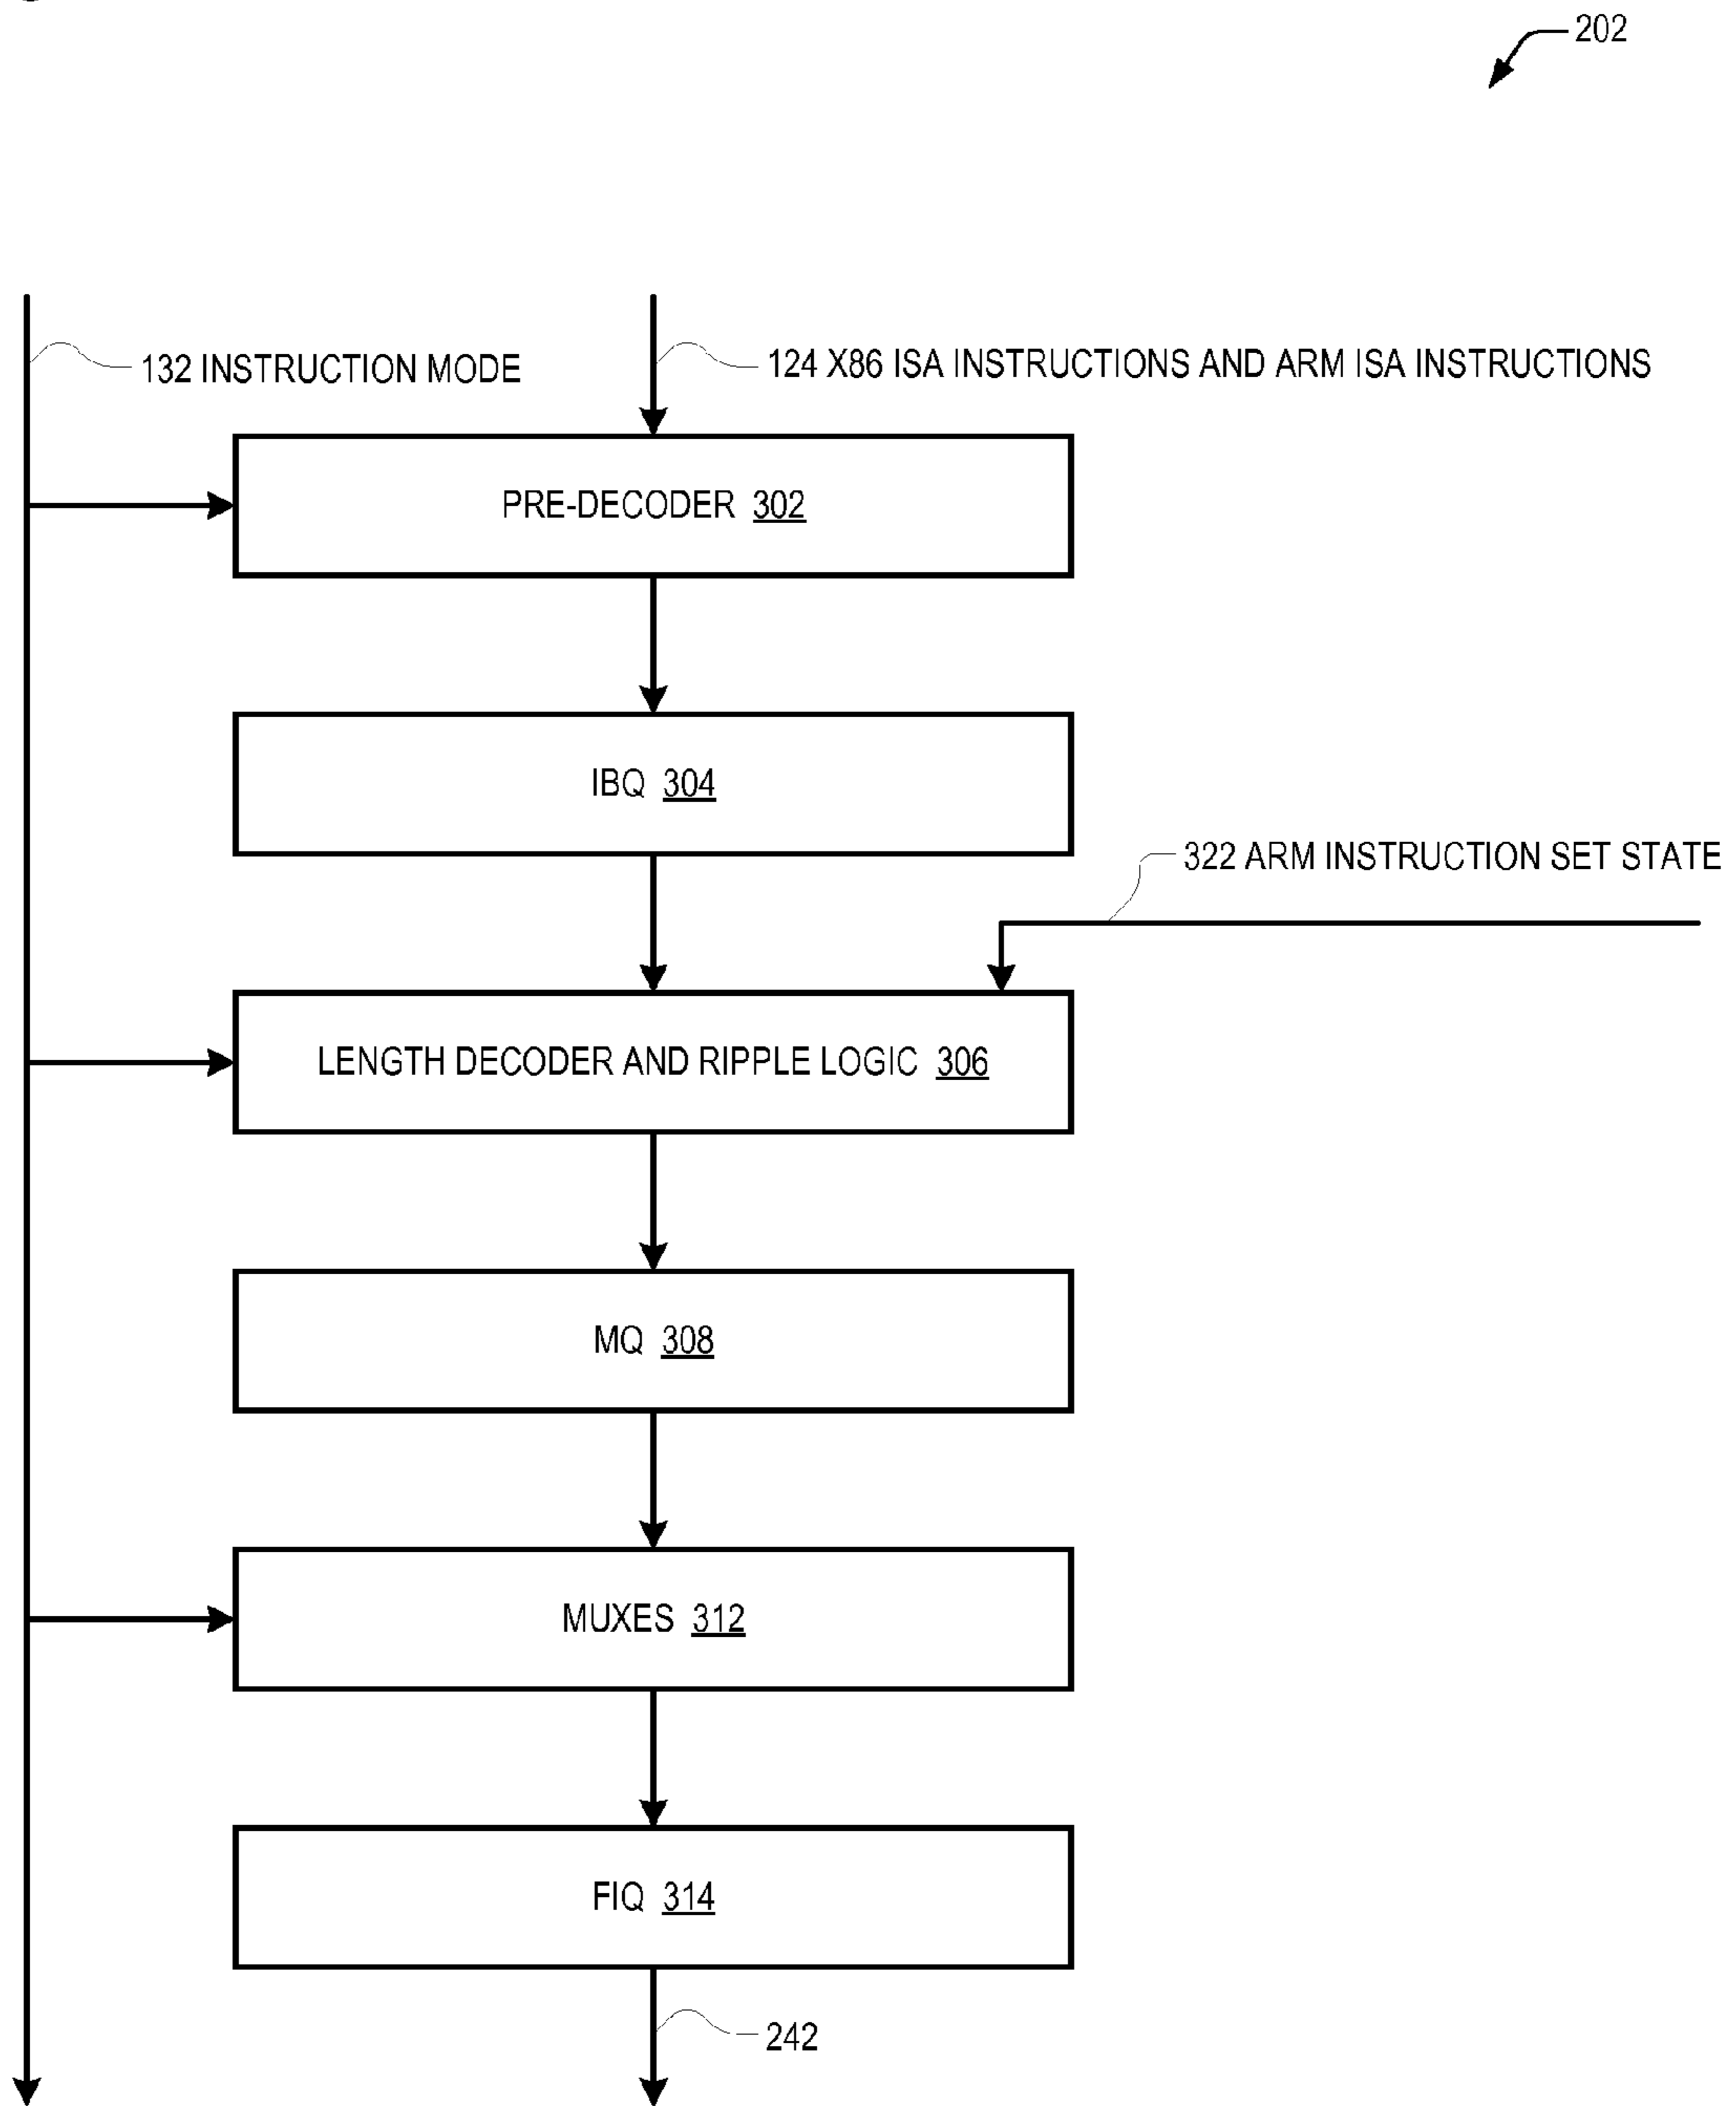 202
132 INSTRUCTION MODE
124 X86 ISA INSTRUCTIONS AND ARM ISA INSTRUCTIONS
PRE-DECODER 302
IBQ 304
322 ARM INSTRUCTION SET STATE
LENGTH DECODER AND RIPPLE LOGIC 306
MQ 308
MUXES 312
FIQ 314
242